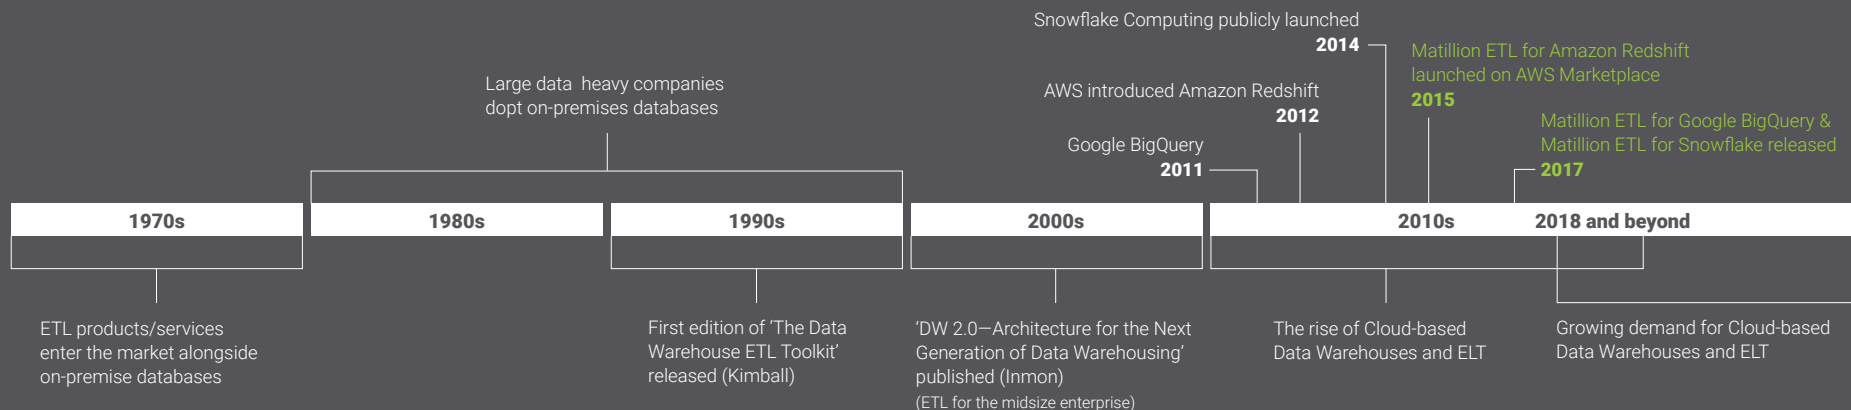 Snowflake Computing publicly launched
2014
Matillion ETL for Amazon Redshift
launched on AWS Marketplace
2015
Large data heavy companies
dopt on-premises databases
AWS introduced Amazon Redshift
2012
Matillion ETL for Google BigQuery &
Matillion ETL for Snowflake released
2017
Google BigQuery
2011
1970s
1980s
1990s
2000s
2010s
2018 and beyond
ETL products/services
enter the market alongside
on-premise databases
First edition of ‘The Data
Warehouse ETL Toolkit’
released (Kimball)
‘DW 2.0—Architecture for the Next
Generation of Data Warehousing’
published (Inmon)
(ETL for the midsize enterprise)
The rise of Cloud-based
Data Warehouses and ELT
Growing demand for Cloud-based
Data Warehouses and ELT